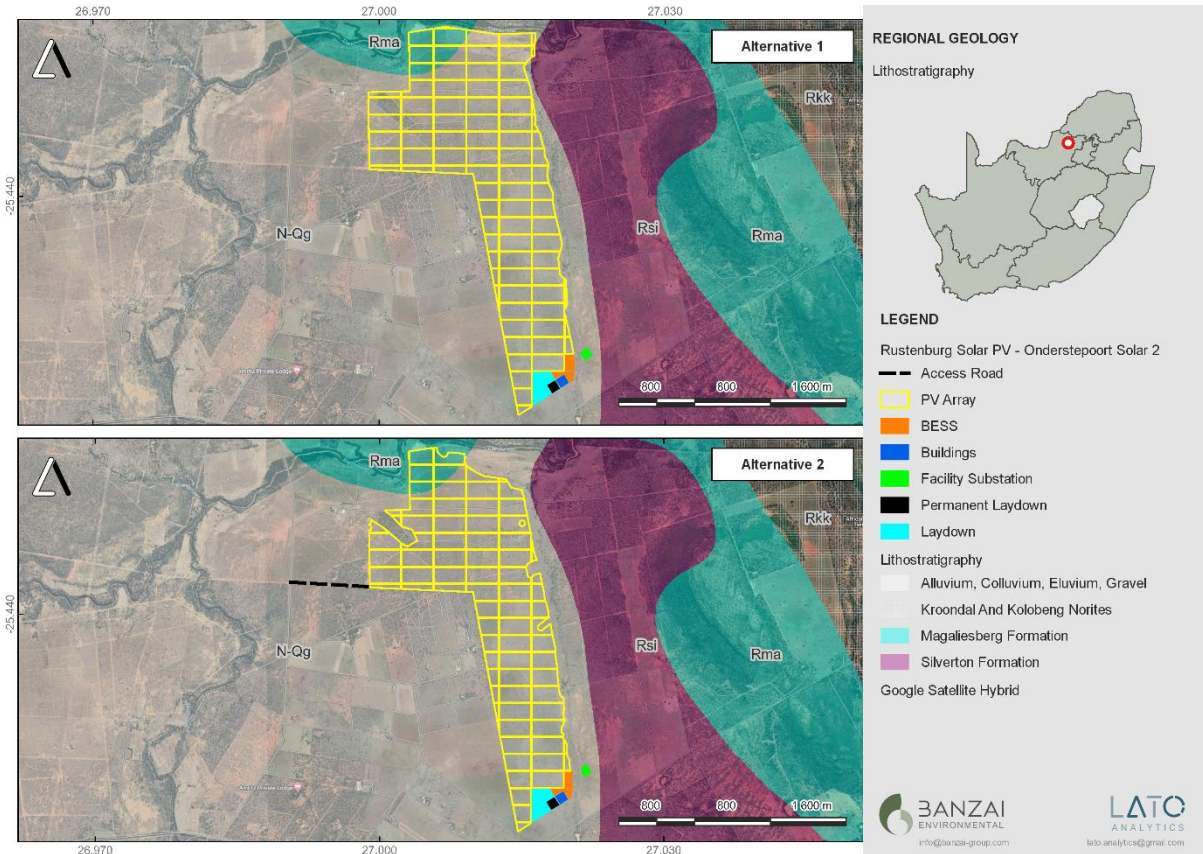 26.970
27.000
27.030
Rma
Alternative 1
Rkk
-25.440
N-Qg
Rsi
Rma
Amritz Private Lodge
800 800 1 600 m
Rma
Alternative 2
Rkk
-25.440
N-Qg
Rsi
Rma
800 800 1 600 m
26.970
27.000
27.030
REGIONAL GEOLOGY
Lithostratigraphy
LEGEND
Rustenburg Solar PV - Onderstepoort Solar 2
Access Road
PV Array
BESS
Buildings
Facility Substation
Permanent Laydown
Laydown
Lithostratigraphy
Alluvium, Colluvium, Eluvium, Gravel
Kroondal And Kolobeng Norites
Magaliesberg Formation
Silverton Formation
Google Satellite Hybrid
BANZAI
ENVIRONMENTAL
info@banzai-group.com
LATO
ANALYTICS
lato.analytics@gmail.com